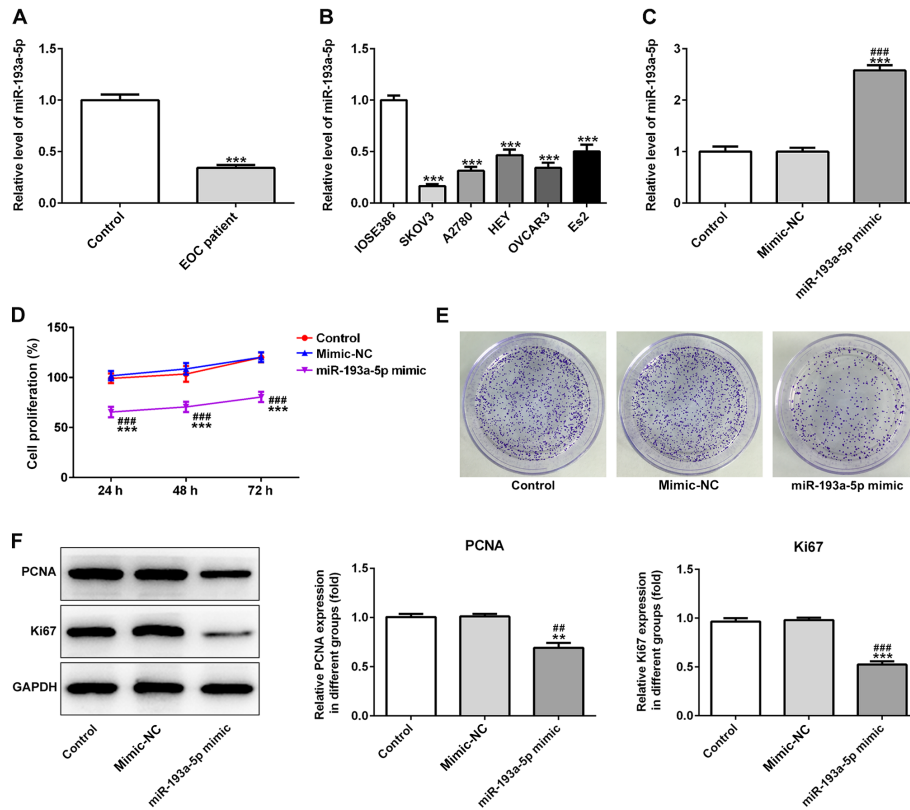 A
Relative level of miR-193a-5p
1.5
1.0
0.5
0.0
***
Control
EOC patient
B
Relative level of miR-193a-5p
1.5
1.0
0.5
0.0
***
***
***
***
***
IOSE386
SKOV3
A2780
HEY
OVCAR3
Es2
C
Relative level of miR-193a-5p
3
2
1
0
###
***
Control
Mimic-NC
miR-193a-5p mimic
D
Cell proliferation (%)
150
100
50
0
Control
Mimic-NC
miR-193a-5p mimic
###
***
###
***
###
***
24 h
48 h
72 h
E
Control
Mimic-NC
miR-193a-5p mimic
F
PCNA
Ki67
GAPDH
Control
Mimic-NC
miR-193a-5p mimic
PCNA
Relative PCNA expression
in different groups (fold)
1.5
1.0
0.5
0.0
##
**
Control
Mimic-NC
miR-193a-5p mimic
Ki67
Relative Ki67 expression
in different groups (fold)
1.5
1.0
0.5
0.0
###
***
Control
Mimic-NC
miR-193a-5p mimic